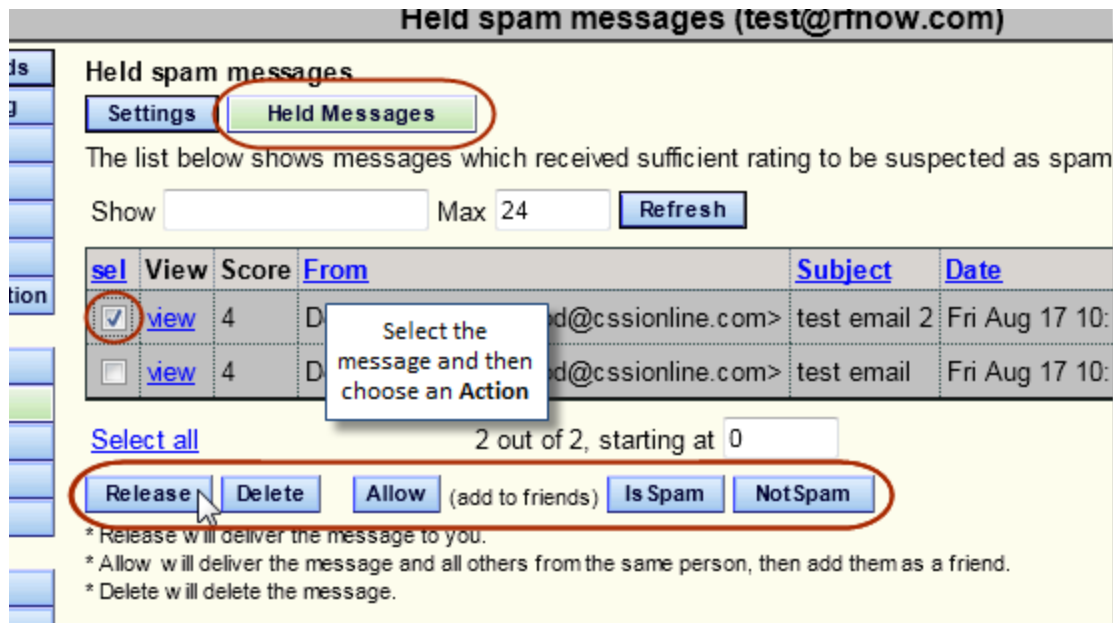 Held spam messages (test@rfnow.com)
Held spam messages
Settings Held Messages
The list below shows messages which received sufficient rating to be suspected as spam
Show Max 24 Refresh
sel View Score From Subject Date
view 4 @cssionline.com> test email 2 Fri Aug 17 10:
view 4 @cssionline.com> test email Fri Aug 17 10:
Select the
message and then
choose an Action
Select all 2 out of 2, starting at 0
Release Delete Allow (add to friends) Is Spam Not Spam
* Release will deliver the message to you.
* Allow will deliver the message and all others from the same person, then add them as a friend.
* Delete will delete the message.